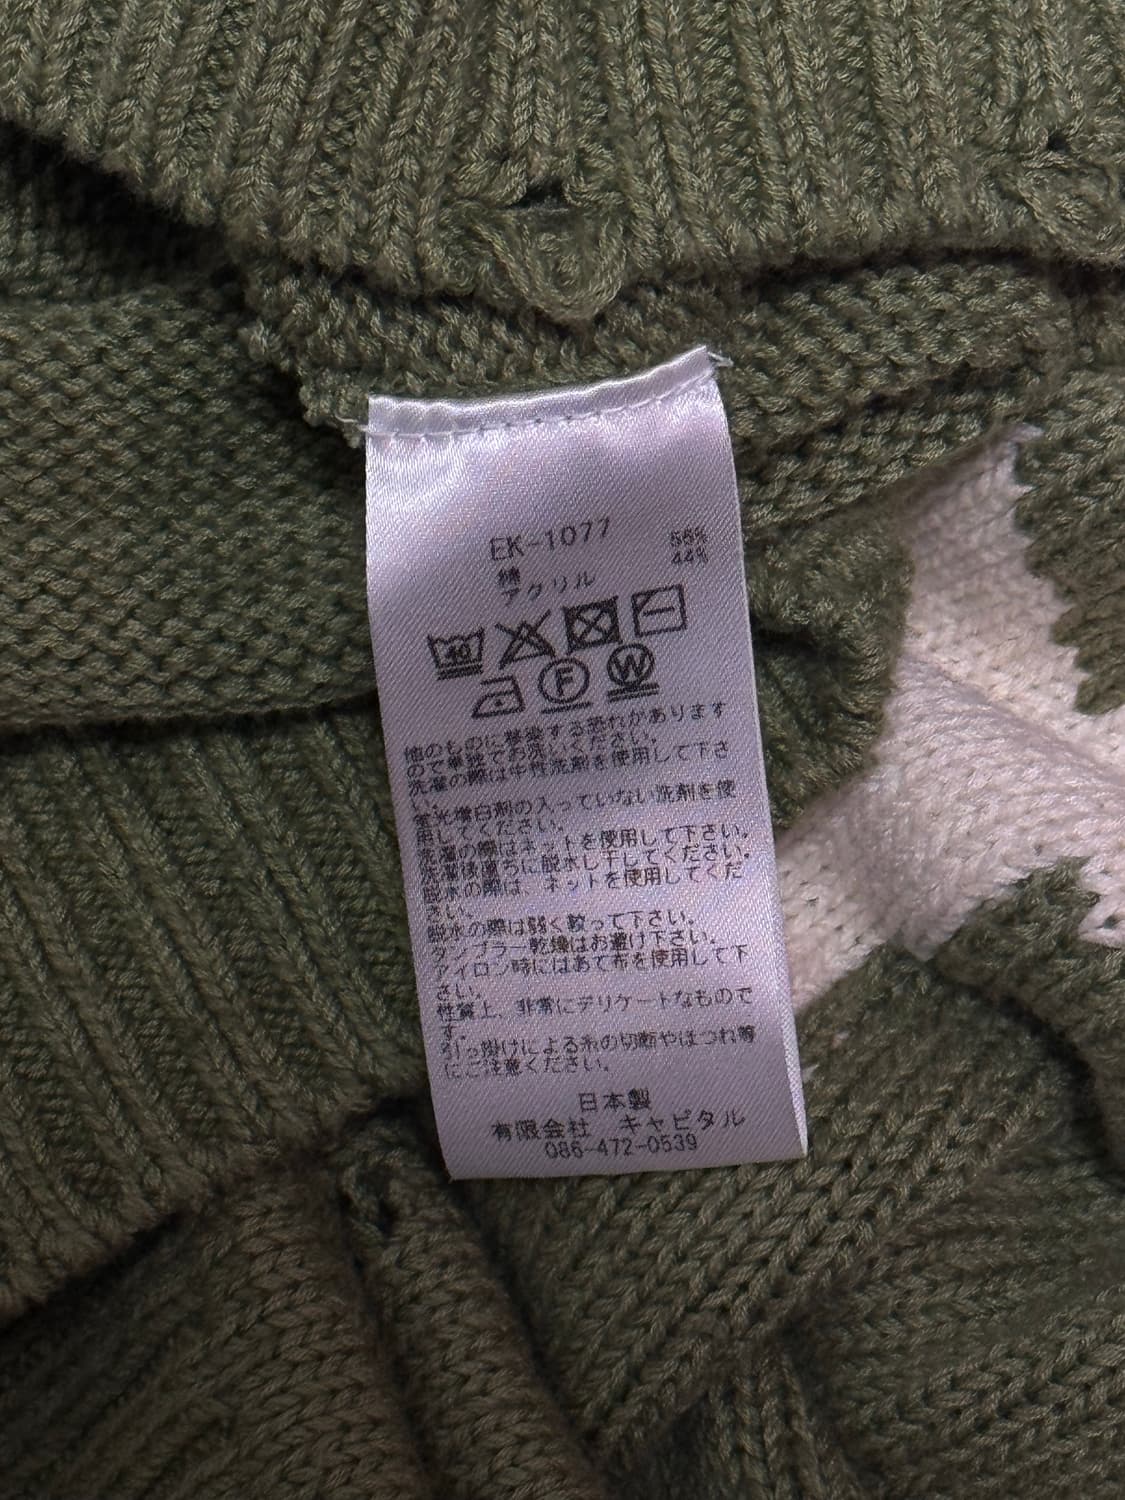 EK-1077
綿 56%
アクリル 44%
40
F
W
他のものに移染する恐れがあります
ので単独でお洗いください。
洗濯の際は中性洗剤を使用して下さ
い。
蛍光増白剤の入っていない洗剤を使
用してください。
洗濯の際はネットを使用して下さい。
洗濯後直ちに脱水し干してください。
脱水の際は、ネットを使用してくだ
さい。
脱水の際は弱く絞って下さい。
タンブラー乾燥はお避け下さい。
アイロン時にはあて布を使用して下
さい。
性質上、非常にデリケートなもので
す。
引っ掛けによる糸の切断やほつれ等
にご注意ください。
日本製
有限会社 キャピタル
086-472-0539